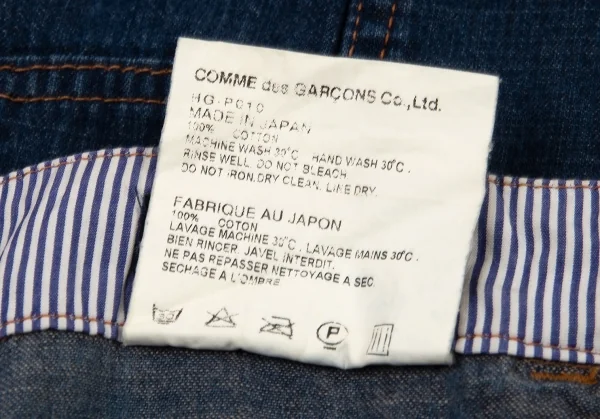 COMME des GARÇONS Co.,Ltd.
HG-P010
MADE IN JAPAN
100% COTTON
MACHINE WASH 30°C . HAND WASH 30°C .
RINSE WELL. DO NOT BLEACH.
DO NOT IRON.DRY CLEAN. LINE DRY.
FABRIQUE AU JAPON
100% COTON
LAVAGE MACHINE 30°C . LAVAGE MAINS 30°C .
BIEN RINCER. JAVEL INTERDIT.
NE PAS REPASSER NETTOYAGE A SEC.
SECHAGE A L'OMBRE
P